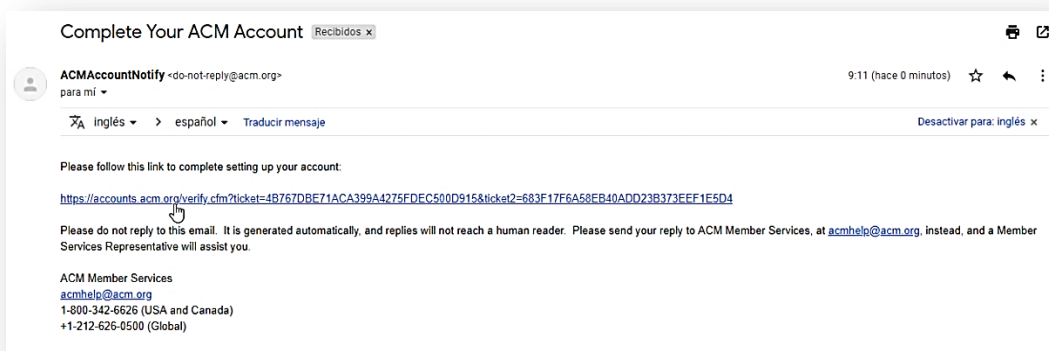 Complete Your ACM Account Recibidos x
ACMAccountNotify <do-not-reply@acm.org>
9:11 (hace 0 minutos)
para mí
inglés > español Traducir mensaje
Desactivar para: inglés x
Please follow this link to complete setting up your account:
https://accounts.acm.org/verify.cfm?ticket=4B767DBE71ACA399A4275FDEC500D915&ticket2=683F17F6A58EB40ADD23B373EEF1E5D4
Please do not reply to this email. It is generated automatically, and replies will not reach a human reader. Please send your reply to ACM Member Services, at acmhelp@acm.org, instead, and a Member
Services Representative will assist you.
ACM Member Services
acmhelp@acm.org
1-800-342-6626 (USA and Canada)
+1-212-626-0500 (Global)